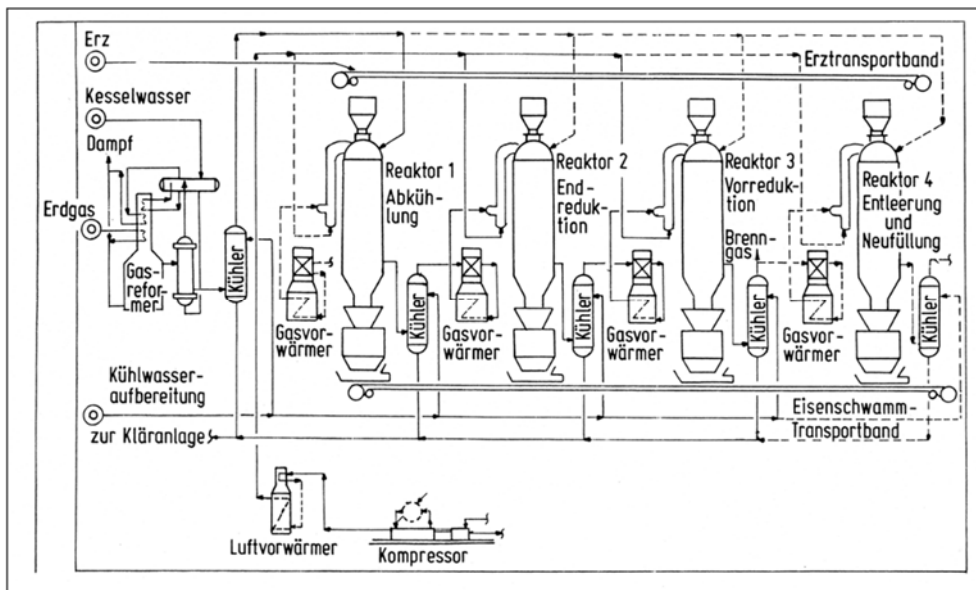 Erz
Erztransportband
Kesselwasser
Dampf
Erdgas
Gas-
refor-
mer
Kühler
Reaktor 1
Abküh-
lung
Gasvor-
wärmer
Kühler
Reaktor 2
End-
reduk-
tion
Gasvor-
wärmer
Kühler
Reaktor 3
Vorreduk-
tion
Gasvor-
wärmer
Brenn-
gas
Kühler
Reaktor 4
Entleerung
und
Neufüllung
Gasvor-
wärmer
Kühler
Kühlwasser-
aufbereitung
zur Kläranlage
Eisenschwamm-
Transportband
Luftvorwärmer
Kompressor